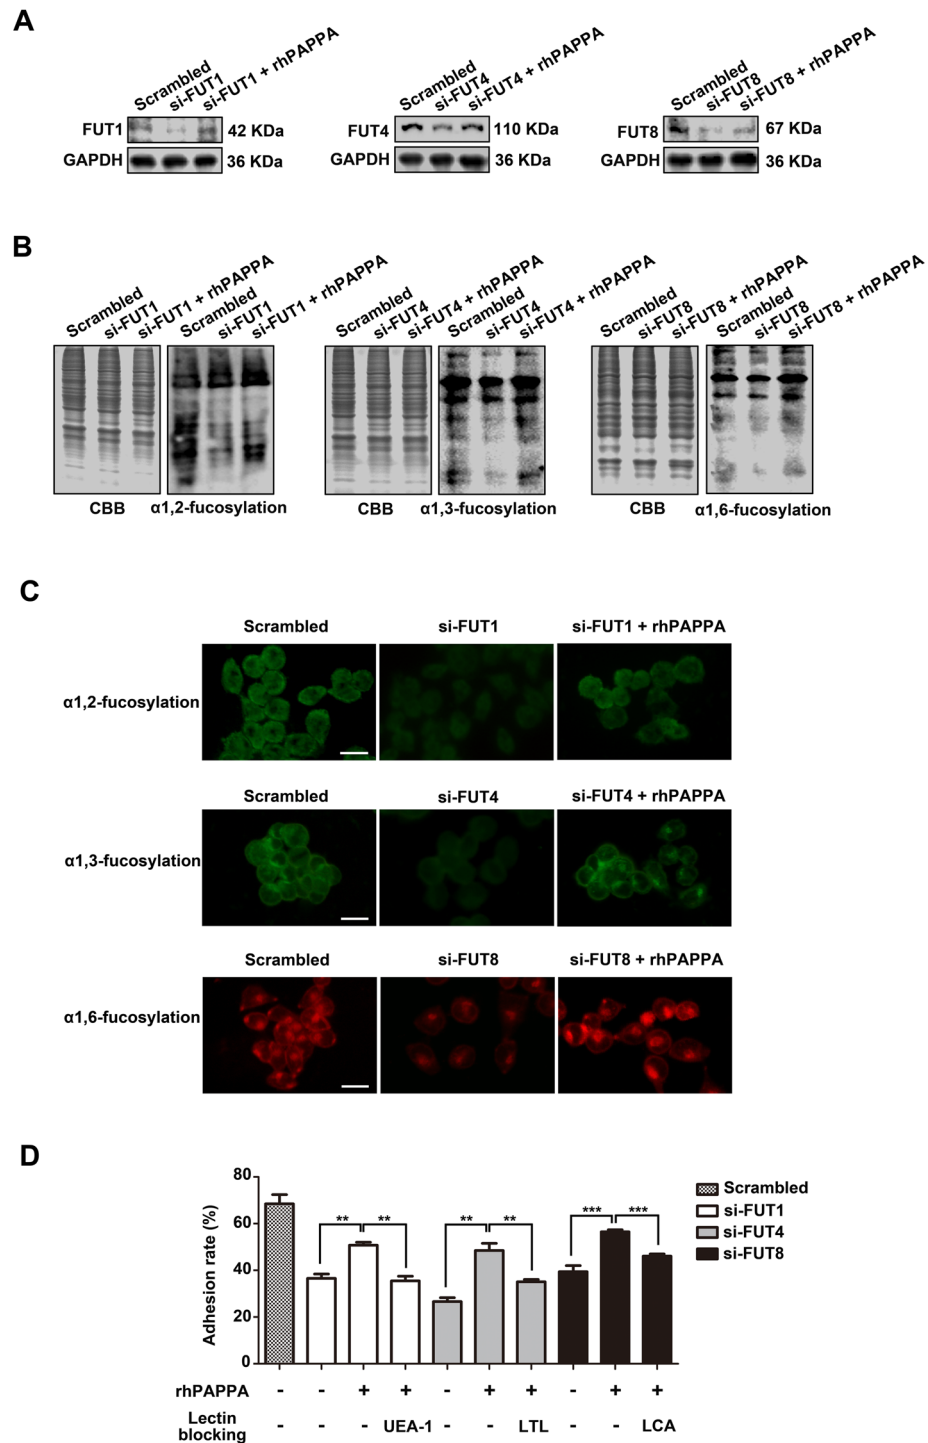 A
Scrambled
si-FUT1
si-FUT1 + rhPAPPA
FUT1
42 KDa
GAPDH
36 KDa
Scrambled
si-FUT4
si-FUT4 + rhPAPPA
FUT4
110 KDa
GAPDH
36 KDa
Scrambled
si-FUT8
si-FUT8 + rhPAPPA
FUT8
67 KDa
GAPDH
36 KDa
B
Scrambled
si-FUT1
si-FUT1 + rhPAPPA
Scrambled
si-FUT1
si-FUT1 + rhPAPPA
CBB
α1,2-fucosylation
Scrambled
si-FUT4
si-FUT4 + rhPAPPA
Scrambled
si-FUT4
si-FUT4 + rhPAPPA
CBB
α1,3-fucosylation
Scrambled
si-FUT8
si-FUT8 + rhPAPPA
Scrambled
si-FUT8
si-FUT8 + rhPAPPA
CBB
α1,6-fucosylation
C
Scrambled si-FUT1 si-FUT1 + rhPAPPA
α1,2-fucosylation
Scrambled si-FUT4 si-FUT4 + rhPAPPA
α1,3-fucosylation
Scrambled si-FUT8 si-FUT8 + rhPAPPA
α1,6-fucosylation
D
Adhesion rate (%)
80
60
40
20
0
** ** ** ** *** ***
Scrambled
si-FUT1
si-FUT4
si-FUT8
rhPAPPA - - + + - + + - + +
Lectin blocking - - - UEA-1 - - LTL - - LCA